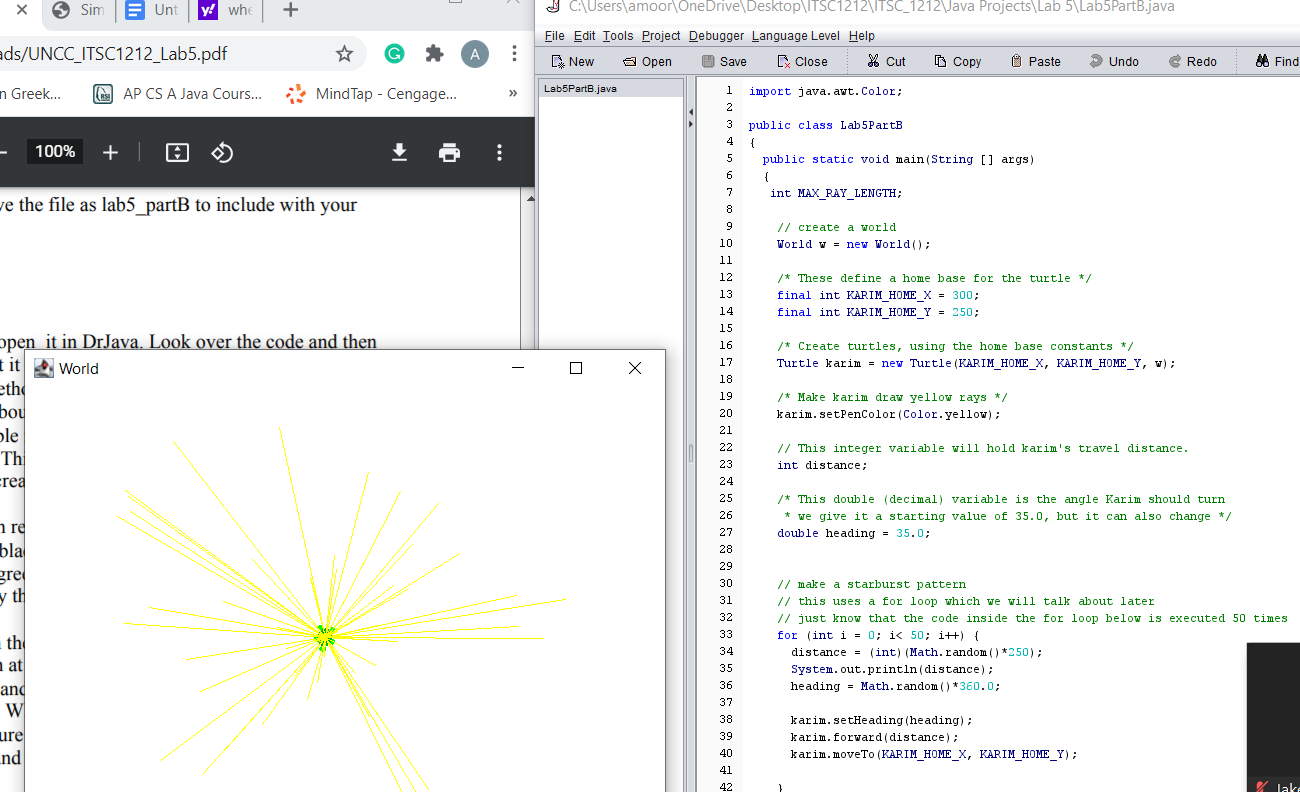 Sim
Unt
whe
ads/UNCC_ITSC1212_Lab5.pdf
A
n Greek...
AP CS A Java Cours...
MindTap - Cengage...
»
100%
ve the file as lab5_partB to include with your
open it in DrJava. Look over the code and then
World
C:\Users\amoor\OneDrive\Desktop\ITSC1212\ITSC_1212\Java Projects\Lab 5\Lab5PartB.java
File Edit Tools Project Debugger Language Level Help
New Open Save Close Cut Copy Paste Undo Redo Find
Lab5PartB.java
1 import java.awt.Color;
2
3 public class Lab5PartB
4 {
5 public static void main(String [] args)
6 {
7 int MAX_RAY_LENGTH;
8
9 // create a world
10 World w = new World();
11
12 /* These define a home base for the turtle */
13 final int KARIM_HOME_X = 300;
14 final int KARIM_HOME_Y = 250;
15
16 /* Create turtles, using the home base constants */
17 Turtle karim = new Turtle(KARIM_HOME_X, KARIM_HOME_Y, w);
18
19 /* Make karim draw yellow rays */
20 karim.setPenColor(Color.yellow);
21
22 // This integer variable will hold karim's travel distance.
23 int distance;
24
25 /* This double (decimal) variable is the angle Karim should turn
26 * we give it a starting value of 35.0, but it can also change */
27 double heading = 35.0;
28
29
30 // make a starburst pattern
31 // this uses a for loop which we will talk about later
32 // just know that the code inside the for loop below is executed 50 times
33 for (int i = 0; i< 50; i++) {
34 distance = (int)(Math.random()*250);
35 System.out.println(distance);
36 heading = Math.random()*360.0;
37
38 karim.setHeading(heading);
39 karim.forward(distance);
40 karim.moveTo(KARIM_HOME_X, KARIM_HOME_Y);
41
42 }
Jake